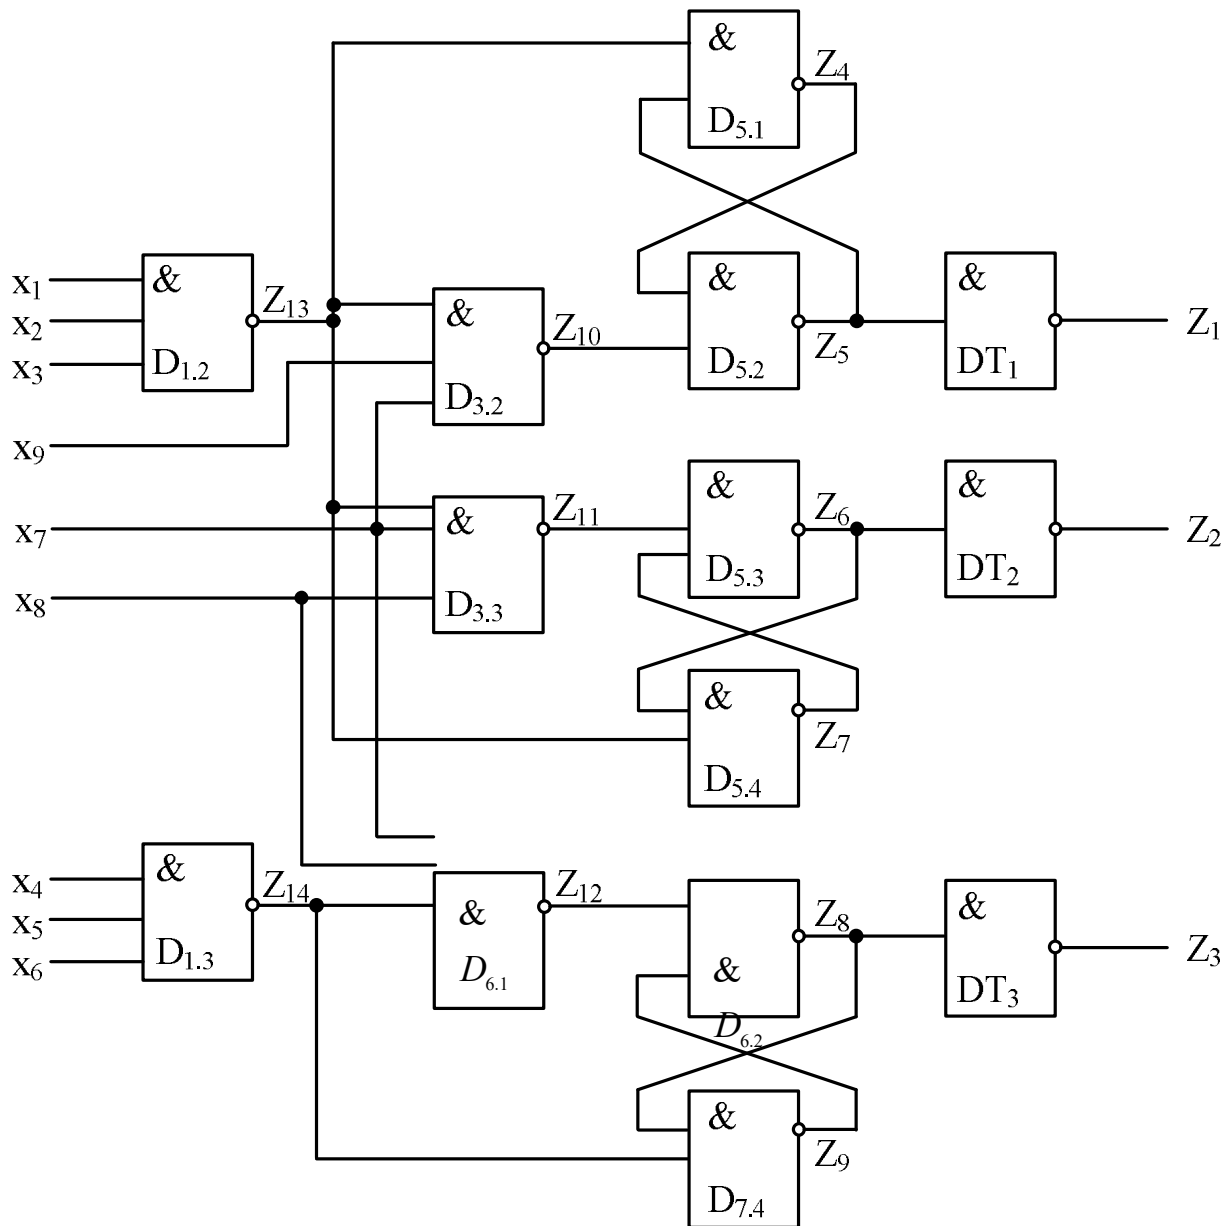 &
Z4
D5.1
x1
&
Z13
x2
x3
D1.2
&
Z10
D3.2
&
Z5
D5.2
&
Z1
DT1
x9
x7
&
Z11
x8
D3.3
&
Z6
D5.3
&
Z2
DT2
&
Z7
D5.4
x4
&
Z14
x5
x6
D1.3
&
Z12
D6.1
Z8
&
D6.2
&
Z3
DT3
&
Z9
D7.4